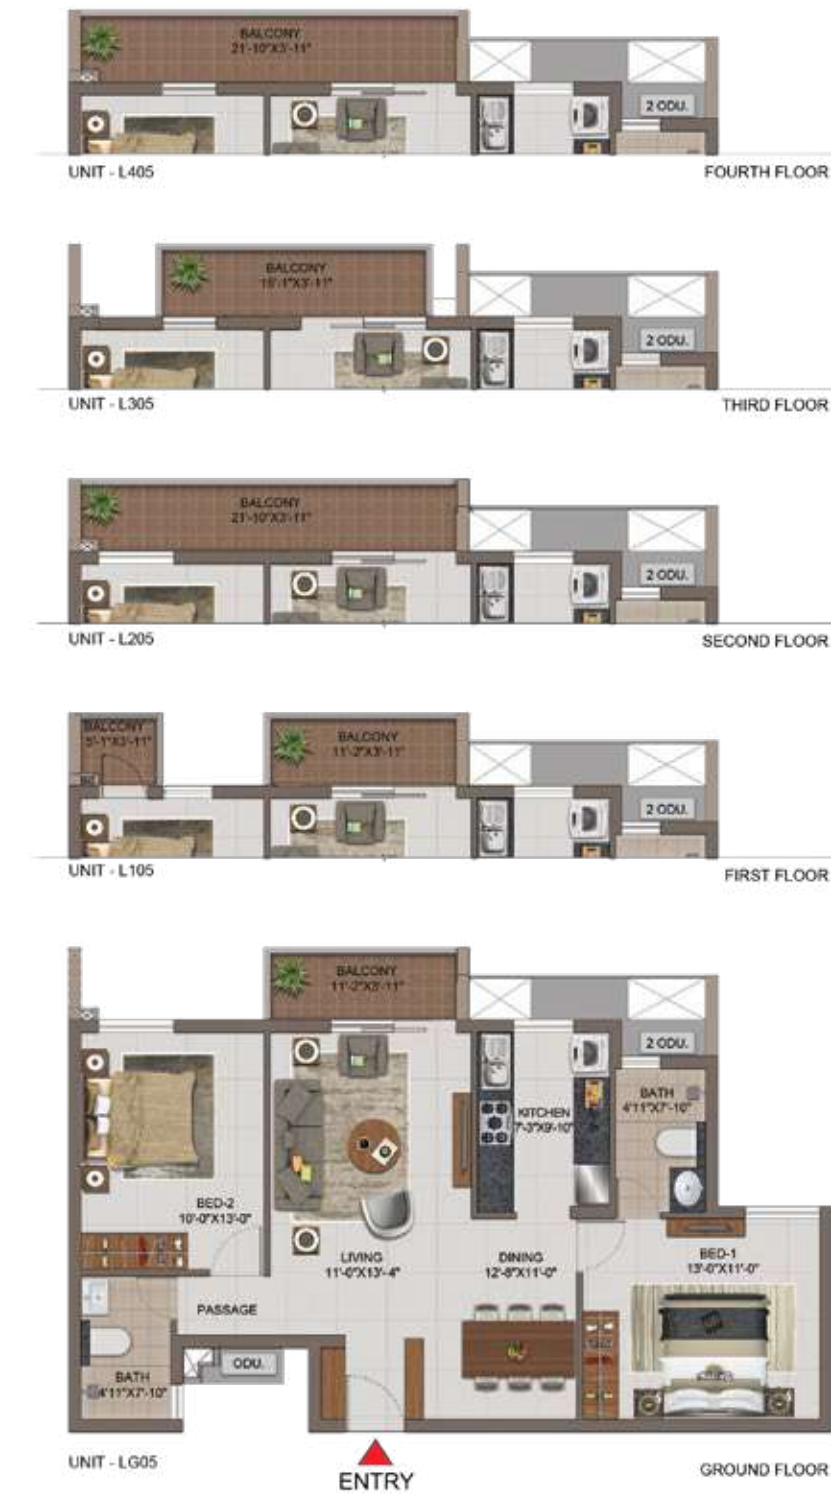 BALCONY
21'-10"X3'-11"
2 ODU.
UNIT - L405
FOURTH FLOOR
BALCONY
15'-1"X3'-11"
2 ODU.
UNIT - L305
THIRD FLOOR
BALCONY
21'-10"X3'-11"
2 ODU.
UNIT - L205
SECOND FLOOR
BALCONY
5'-1"X3'-11"
BALCONY
11'-2"X3'-11"
2 ODU.
UNIT - L105
FIRST FLOOR
BALCONY
11'-2"X3'-11"
2 ODU.
BATH
4'11"X7'-10"
KITCHEN
7'-3"X9'-10"
BED-2
10'-0"X13'-0"
LIVING
11'-0"X13'-4"
DINING
12'-8"X11'-0"
BED-1
13'-0"X11'-0"
PASSAGE
ODU.
BATH
4'11"X7'-10"
UNIT - LG05
GROUND FLOOR
ENTRY